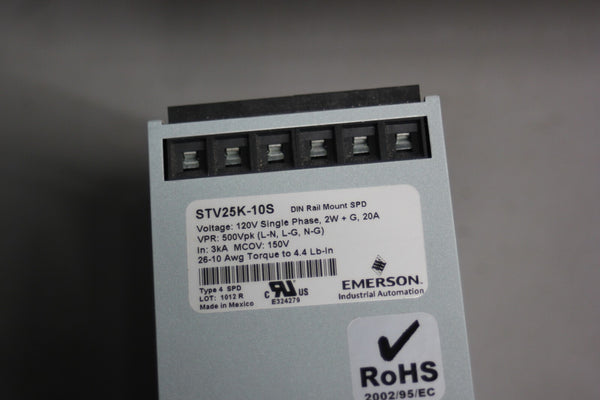 STV25K-10S DIN Rail Mount SPD
Voltage: 120V Single Phase, 2W + G, 20A
VPR: 500Vpk (L-N, L-G, N-G)
In: 3kA MCOV: 150V
26-10 Awg Torque to 4.4 Lb-in
Type 4 SPD
LOT: 1012 R
Made in Mexico
C RU US
E324279
EMERSON
Industrial Automation
RoHS
2002/95/EC